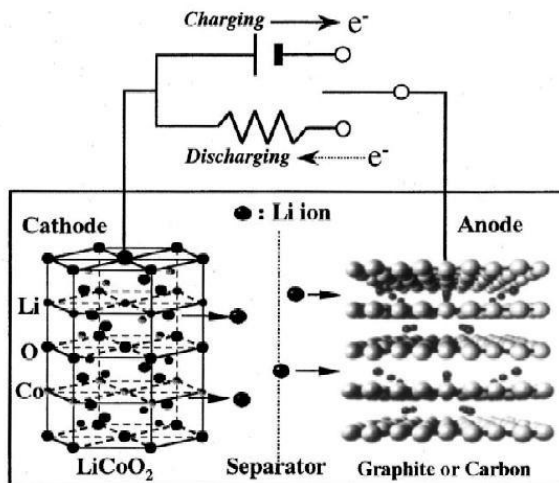 Charging
e-
Discharging
e-
Cathode
: Li ion
Anode
Li
O
Co
LiCoO₂
Separator
Graphite or Carbon